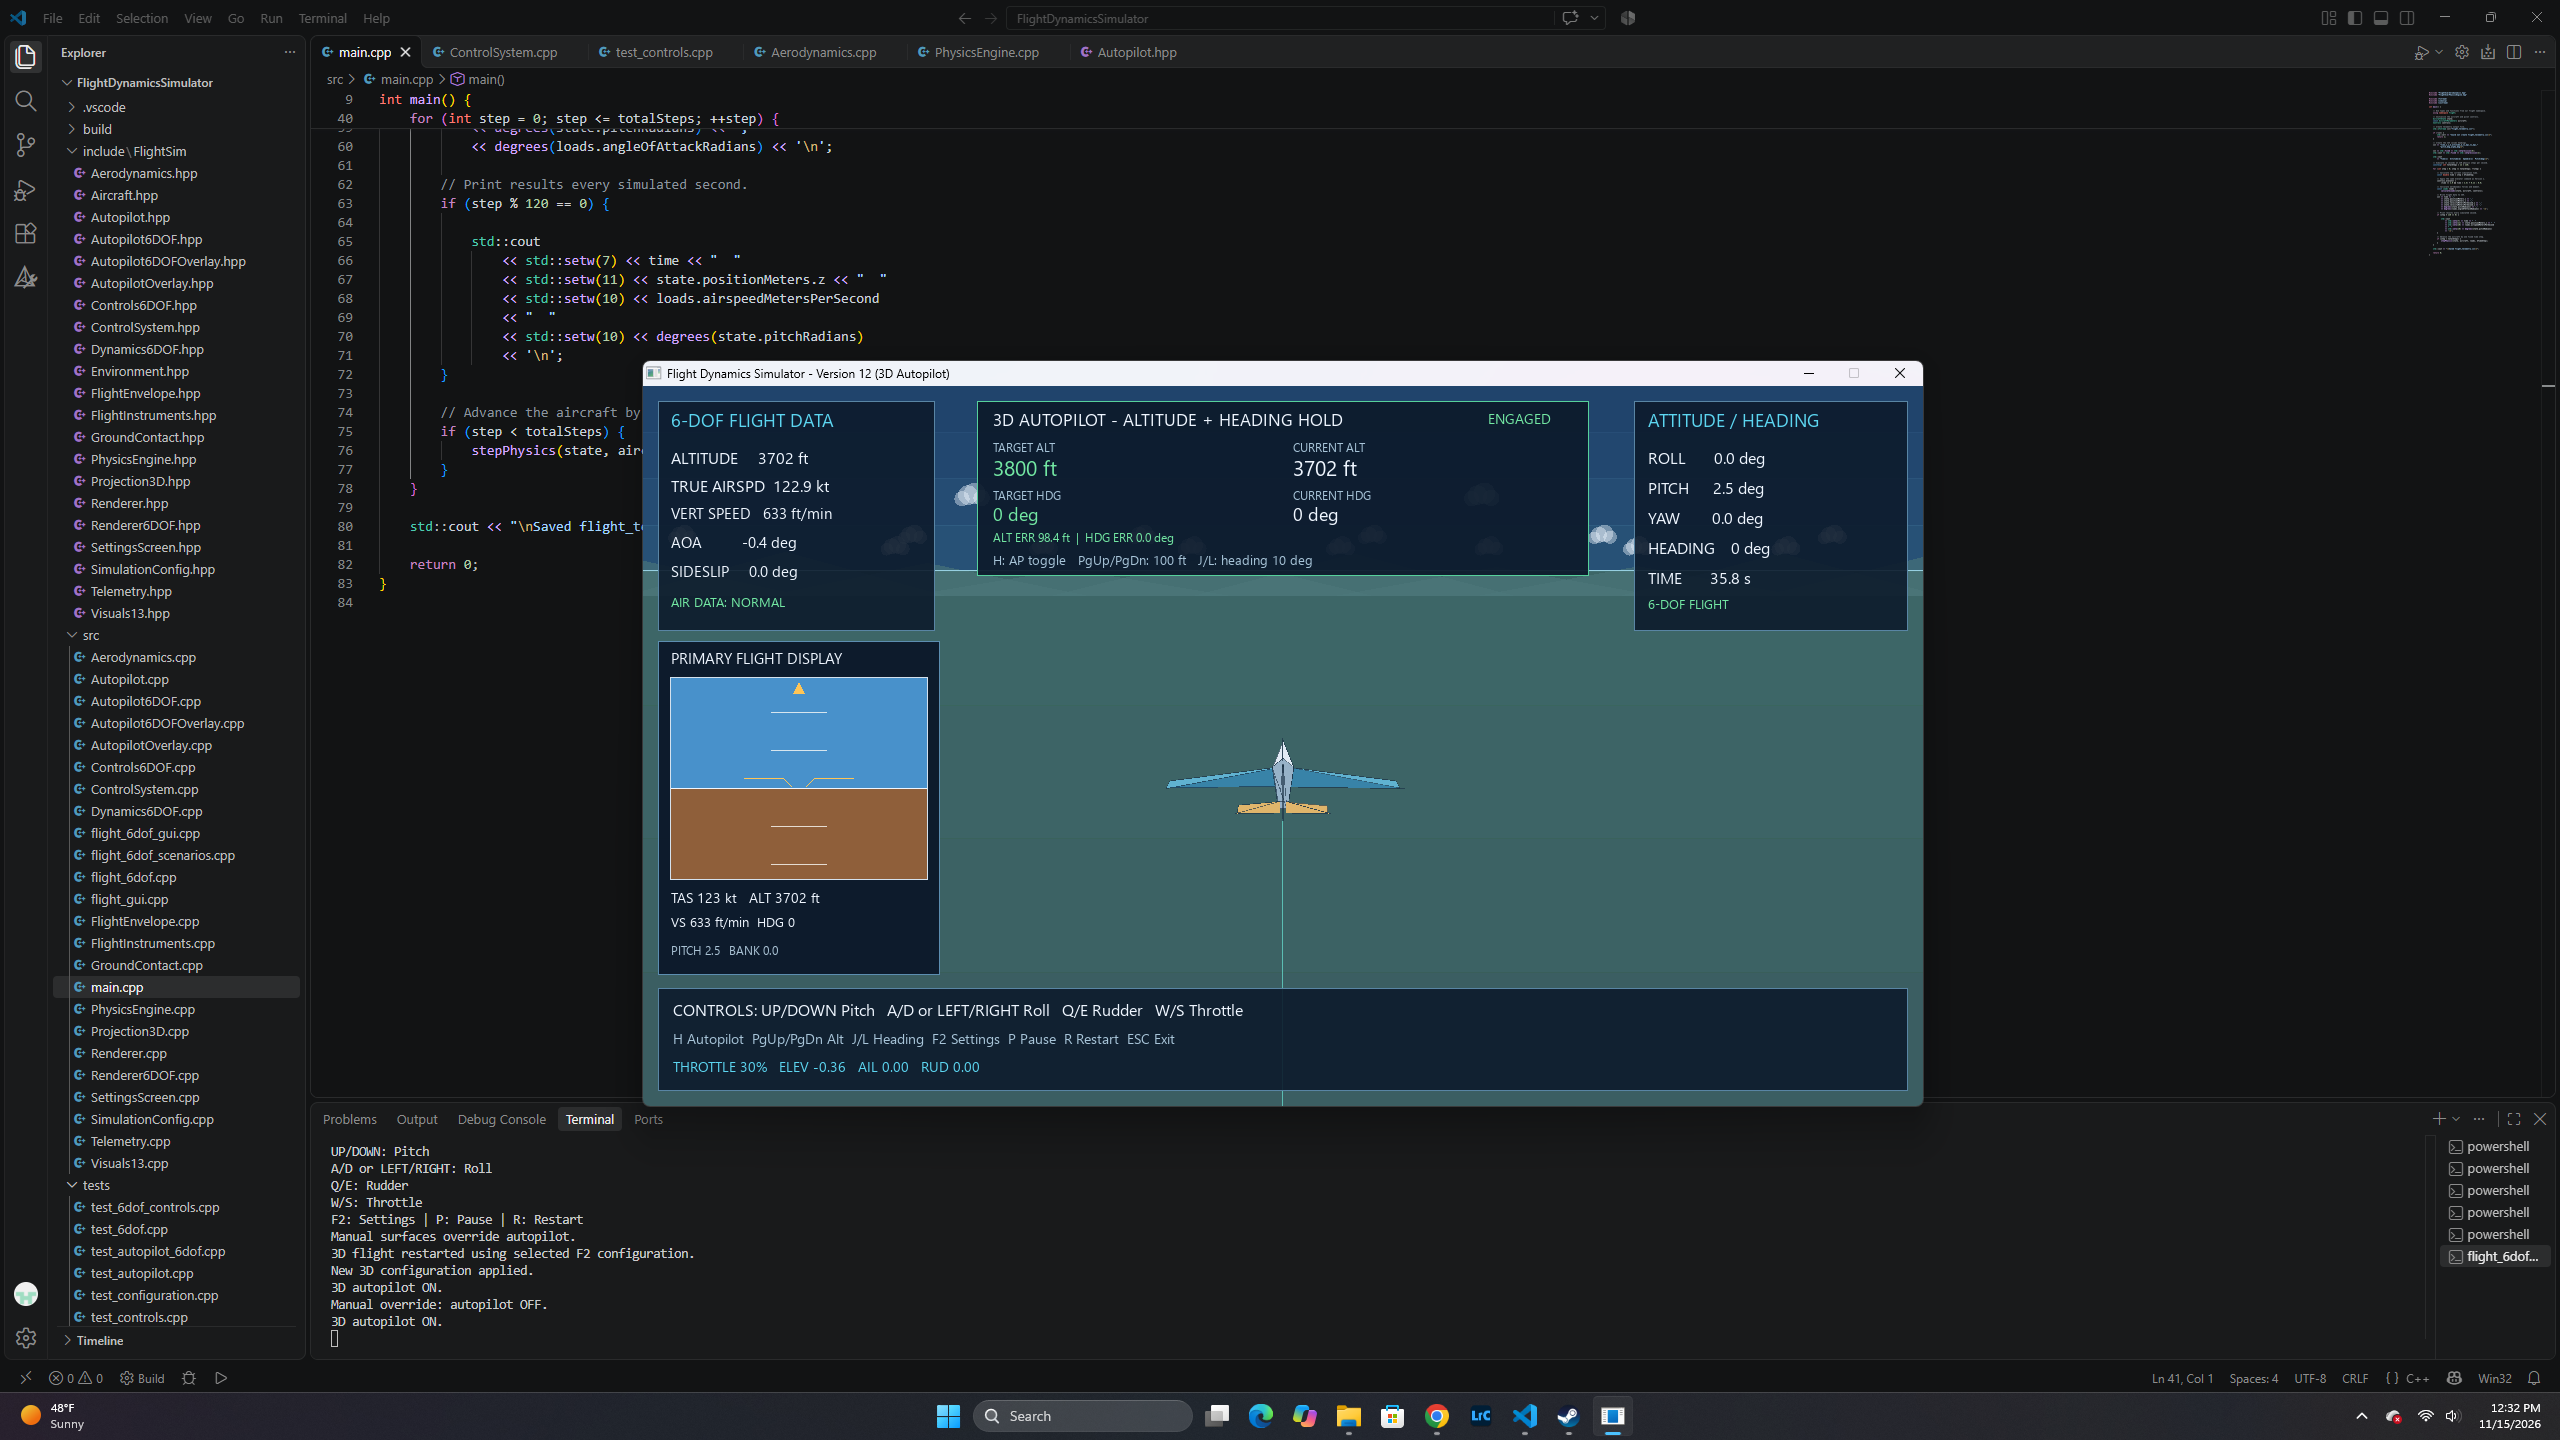 File Edit Selection View Go Run Terminal Help
FlightDynamicsSimulator
Explorer
FlightDynamicsSimulator
.vscode
build
include\FlightSim
Aerodynamics.hpp
Aircraft.hpp
Autopilot.hpp
Autopilot6DOF.hpp
Autopilot6DOFOverlay.hpp
AutopilotOverlay.hpp
Controls6DOF.hpp
ControlSystem.hpp
Dynamics6DOF.hpp
Environment.hpp
FlightEnvelope.hpp
FlightInstruments.hpp
GroundContact.hpp
PhysicsEngine.hpp
Projection3D.hpp
Renderer.hpp
Renderer6DOF.hpp
SettingsScreen.hpp
SimulationConfig.hpp
Telemetry.hpp
Visuals13.hpp
src
Aerodynamics.cpp
Autopilot.cpp
Autopilot6DOF.cpp
Autopilot6DOFOverlay.cpp
AutopilotOverlay.cpp
Controls6DOF.cpp
ControlSystem.cpp
Dynamics6DOF.cpp
flight_6dof_gui.cpp
flight_6dof_scenarios.cpp
flight_6dof.cpp
flight_gui.cpp
FlightEnvelope.cpp
FlightInstruments.cpp
GroundContact.cpp
main.cpp
PhysicsEngine.cpp
Projection3D.cpp
Renderer.cpp
Renderer6DOF.cpp
SettingsScreen.cpp
SimulationConfig.cpp
Telemetry.cpp
Visuals13.cpp
tests
test_6dof_controls.cpp
test_6dof.cpp
test_autopilot_6dof.cpp
test_autopilot.cpp
test_configuration.cpp
test_controls.cpp
Timeline
main.cpp ControlSystem.cpp test_controls.cpp Aerodynamics.cpp PhysicsEngine.cpp Autopilot.hpp
src > main.cpp > main()
9 int main() {
40 for (int step = 0; step <= totalSteps; ++step) {
60 << degrees(loads.angleOfAttackRadians) << '\n';
61
62 // Print results every simulated second.
63 if (step % 120 == 0) {
64
65 std::cout
66 << std::setw(7) << time << "  "
67 << std::setw(11) << state.positionMeters.z << "  "
68 << std::setw(10) << loads.airspeedMetersPerSecond
69 << "  "
70 << std::setw(10) << degrees(state.pitchRadians)
71 << '\n';
72 }
73
74 // Advance the aircraft by
75 if (step < totalSteps) {
76 stepPhysics(state, airc
77 }
78 }
79
80 std::cout << "\nSaved flight_te
81
82 return 0;
83 }
84
Flight Dynamics Simulator - Version 12 (3D Autopilot)
6-DOF FLIGHT DATA
ALTITUDE 3702 ft
TRUE AIRSPD 122.9 kt
VERT SPEED 633 ft/min
AOA -0.4 deg
SIDESLIP 0.0 deg
AIR DATA: NORMAL
3D AUTOPILOT - ALTITUDE + HEADING HOLD ENGAGED
TARGET ALT CURRENT ALT
3800 ft 3702 ft
TARGET HDG CURRENT HDG
0 deg 0 deg
ALT ERR 98.4 ft | HDG ERR 0.0 deg
H: AP toggle PgUp/PgDn: 100 ft J/L: heading 10 deg
ATTITUDE / HEADING
ROLL 0.0 deg
PITCH 2.5 deg
YAW 0.0 deg
HEADING 0 deg
TIME 35.8 s
6-DOF FLIGHT
PRIMARY FLIGHT DISPLAY
TAS 123 kt ALT 3702 ft
VS 633 ft/min HDG 0
PITCH 2.5 BANK 0.0
CONTROLS: UP/DOWN Pitch A/D or LEFT/RIGHT Roll Q/E Rudder W/S Throttle
H Autopilot PgUp/PgDn Alt J/L Heading F2 Settings P Pause R Restart ESC Exit
THROTTLE 30% ELEV -0.36 AIL 0.00 RUD 0.00
Problems Output Debug Console Terminal Ports
UP/DOWN: Pitch
A/D or LEFT/RIGHT: Roll
Q/E: Rudder
W/S: Throttle
F2: Settings | P: Pause | R: Restart
Manual surfaces override autopilot.
3D flight restarted using selected F2 configuration.
New 3D configuration applied.
3D autopilot ON.
Manual override: autopilot OFF.
3D autopilot ON.
powershell
powershell
powershell
powershell
powershell
flight_6dof...
0 0 Build
Ln 41, Col 1 Spaces: 4 UTF-8 CRLF { } C++ Win32
48°F
Sunny
Search
LrC
12:32 PM
11/15/2026